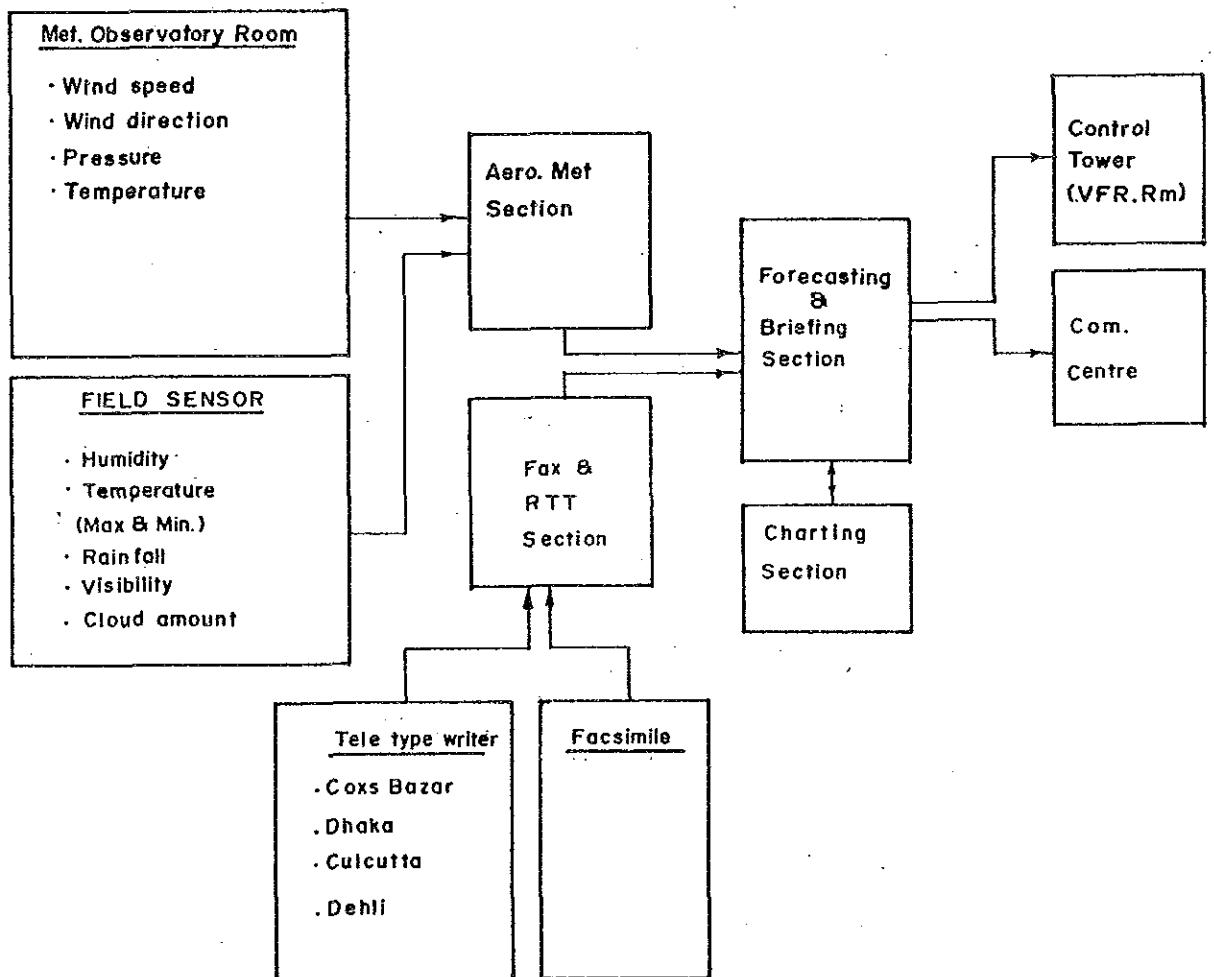 Met. Observatory Room
· Wind speed
· Wind direction
· Pressure
· Temperature
FIELD SENSOR
· Humidity
· Temperature
(Max & Min.)
· Rainfall
· Visibility
· Cloud amount
Aero. Met
Section
Fax &
RTT
Section
Tele type writer
. Coxs Bazar
. Dhaka
. Culcutta
. Dehli
Facsimile
Forecasting
&
Briefing
Section
Charting
Section
Control
Tower
(.VFR.Rm)
Com.
Centre